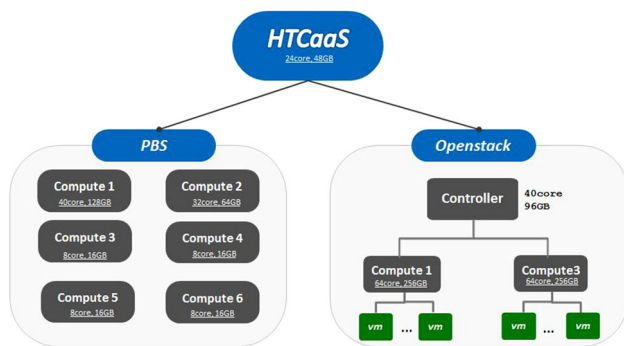 HTCaaS
24core, 48GB
PBS
Compute 1
40core, 128GB
Compute 2
32core, 64GB
Compute 3
8core, 16GB
Compute 4
8core, 16GB
Compute 5
8core, 16GB
Compute 6
8core, 16GB
Openstack
Controller
40core
96GB
Compute 1
64core, 256GB
Compute3
64core, 256GB
vm ... vm
vm ... vm